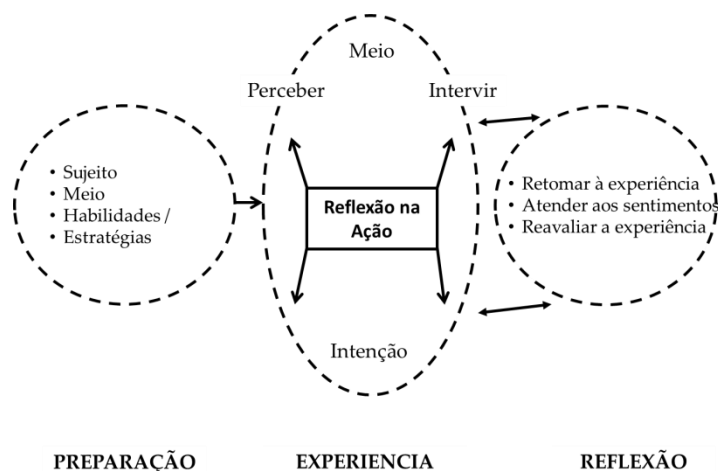 Meio
Perceber
Intervir
• Sujeito
• Meio
• Habilidades /
• Estratégias
Reflexão na
Ação
• Retomar à experiência
• Atender aos sentimentos
• Reavaliar a experiência
Intenção
PREPARAÇÃO
EXPERIENCIA
REFLEXÃO